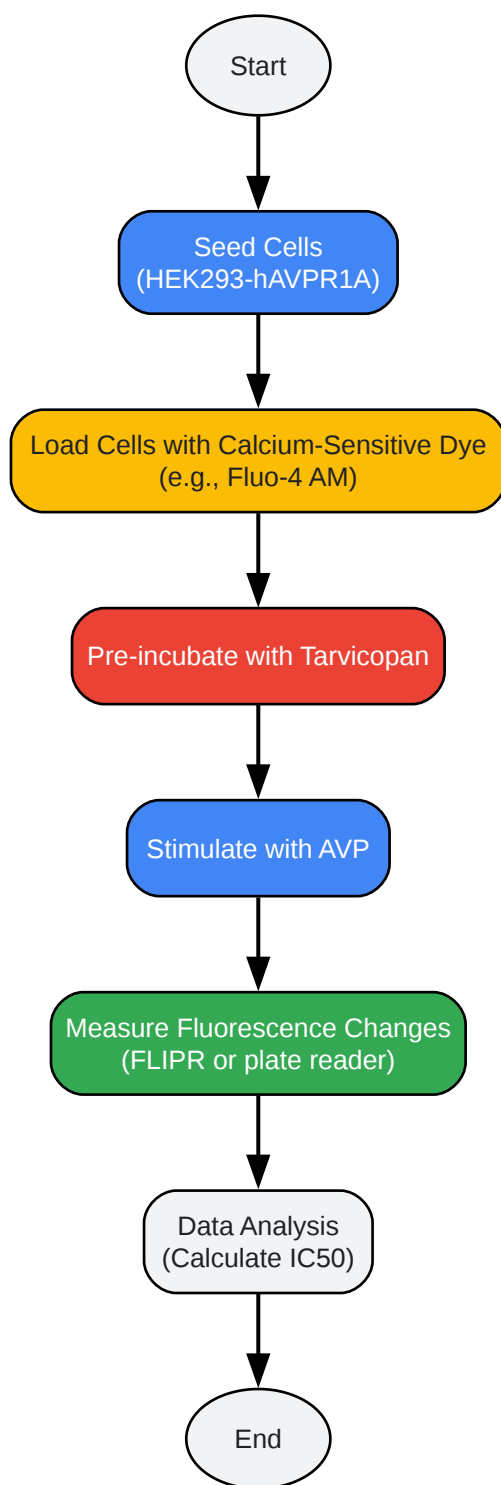 Start
Seed Cells
(HEK293-hAVPR1A)
Load Cells with Calcium-Sensitive Dye
(e.g., Fluo-4 AM)
Pre-incubate with Tarvicopan
Stimulate with AVP
Measure Fluorescence Changes
(FLIPR or plate reader)
Data Analysis
(Calculate IC50)
End